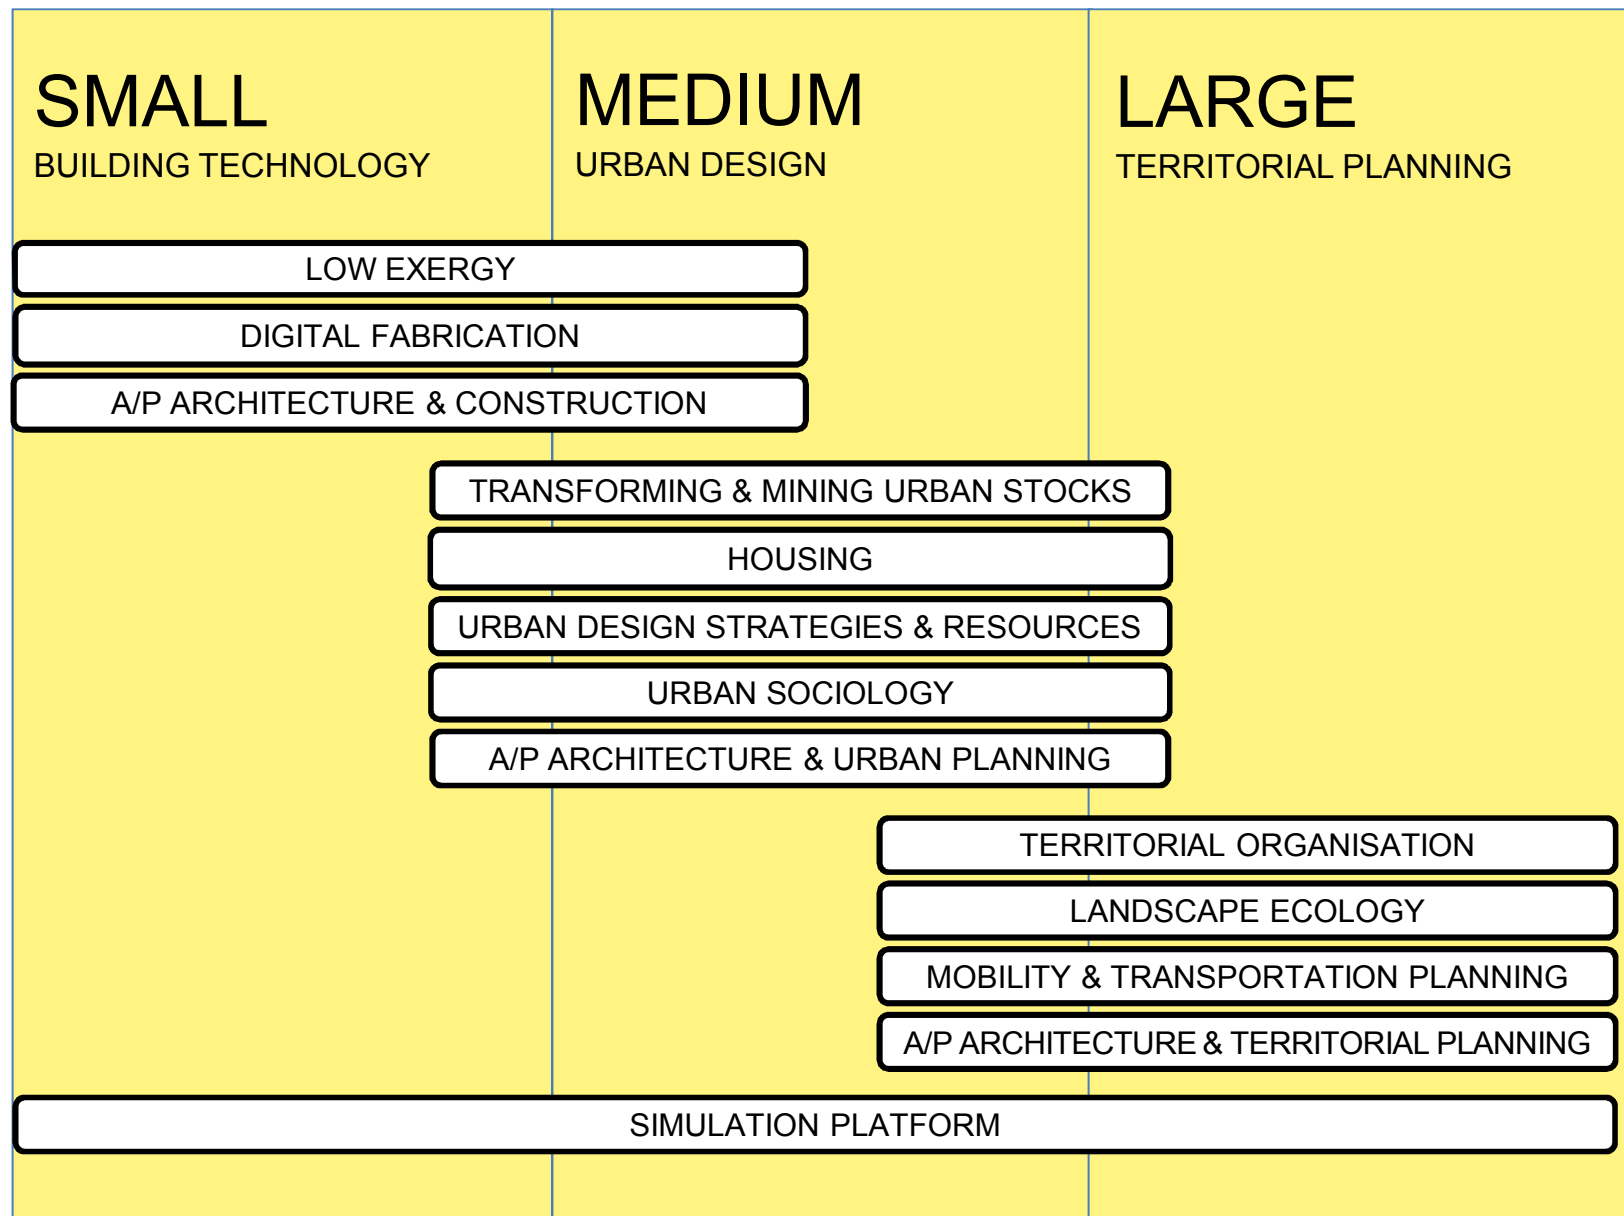 SMALL
BUILDING TECHNOLOGY
MEDIUM
URBAN DESIGN
LARGE
TERRITORIAL PLANNING
LOW EXERGY
DIGITAL FABRICATION
A/P ARCHITECTURE & CONSTRUCTION
TRANSFORMING & MINING URBAN STOCKS
HOUSING
URBAN DESIGN STRATEGIES & RESOURCES
URBAN SOCIOLOGY
A/P ARCHITECTURE & URBAN PLANNING
TERRITORIAL ORGANISATION
LANDSCAPE ECOLOGY
MOBILITY & TRANSPORTATION PLANNING
A/P ARCHITECTURE & TERRITORIAL PLANNING
SIMULATION PLATFORM